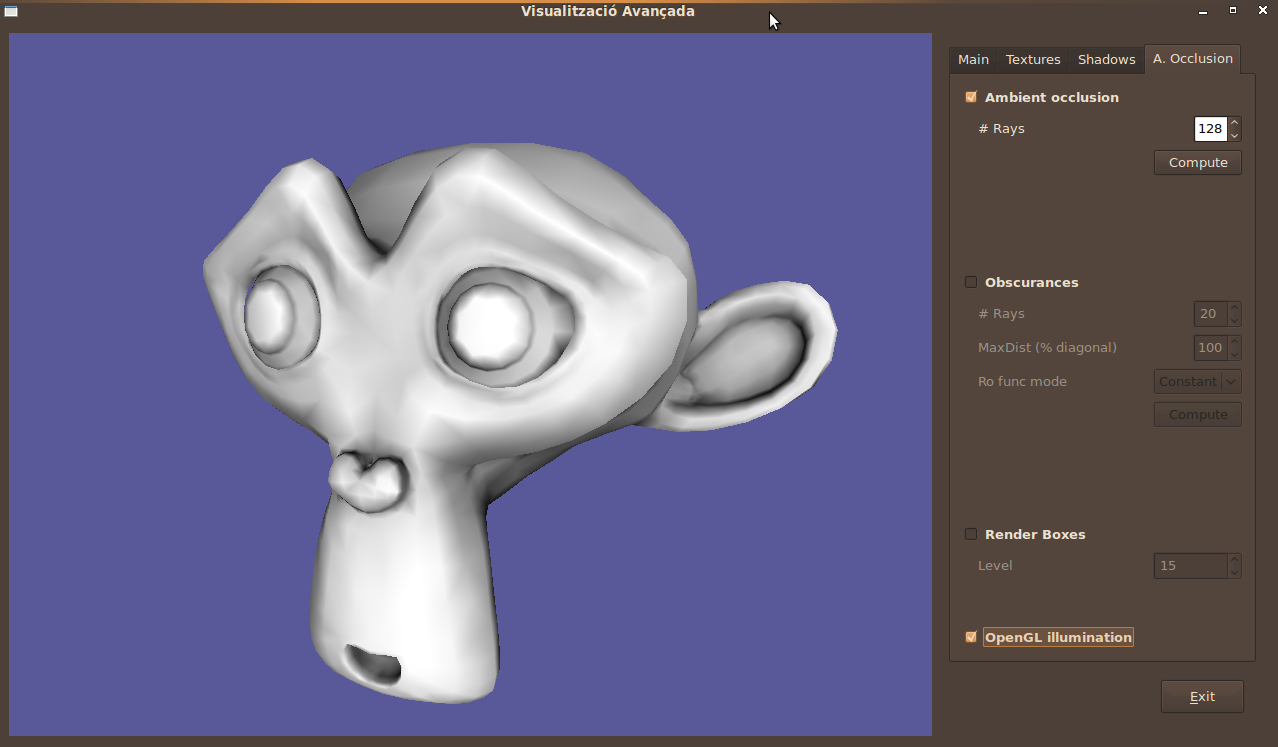 Visualització Avançada
Main Textures Shadows A. Occlusion
Ambient occlusion
# Rays 128
Compute
Obscurances
# Rays 20
MaxDist (% diagonal) 100
Ro func mode Constant
Compute
Render Boxes
Level 15
OpenGL illumination
Exit